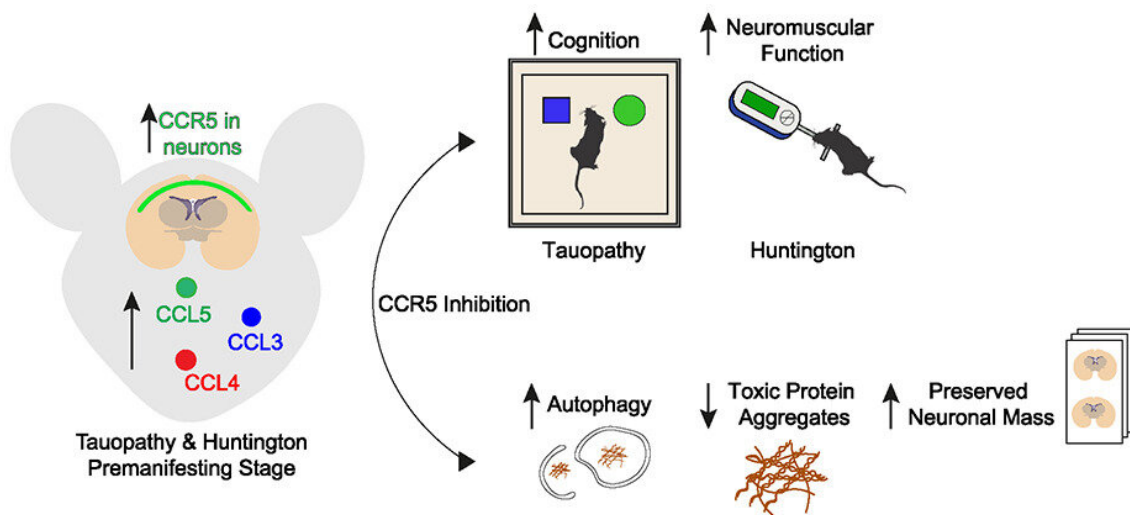 CCR5 in
neurons
CCL5
CCL3
CCL4
Tauopathy & Huntington
Premanifesting Stage
CCR5 Inhibition
Cognition
Tauopathy
Neuromuscular
Function
Huntington
Autophagy
Toxic Protein
Aggregates
Preserved
Neuronal Mass